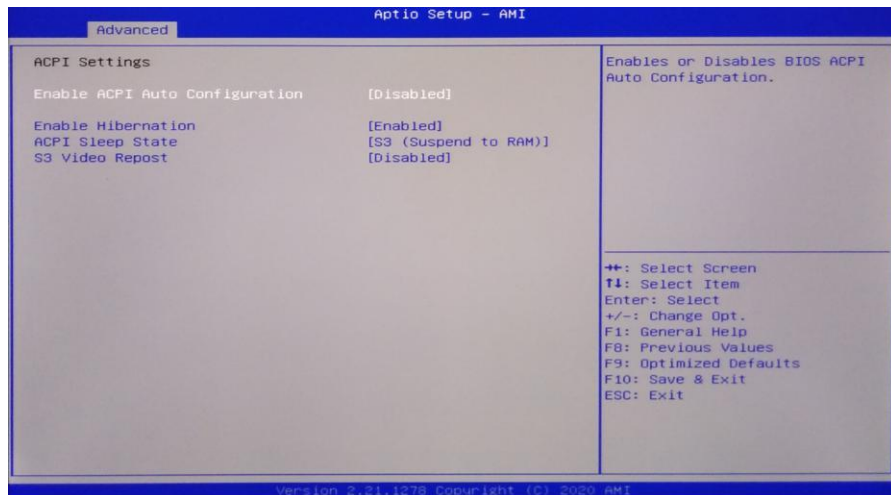 Aptio Setup - AMI
Advanced
ACPI Settings
Enable ACPI Auto Configuration [Disabled]
Enable Hibernation [Enabled]
ACPI Sleep State [S3 (Suspend to RAM)]
S3 Video Repost [Disabled]
Enables or Disables BIOS ACPI
Auto Configuration.
→←: Select Screen
↑↓: Select Item
Enter: Select
+/-: Change Opt.
F1: General Help
F8: Previous Values
F9: Optimized Defaults
F10: Save & Exit
ESC: Exit
Version 2.21.1278 Copyright (C) 2020 AMI